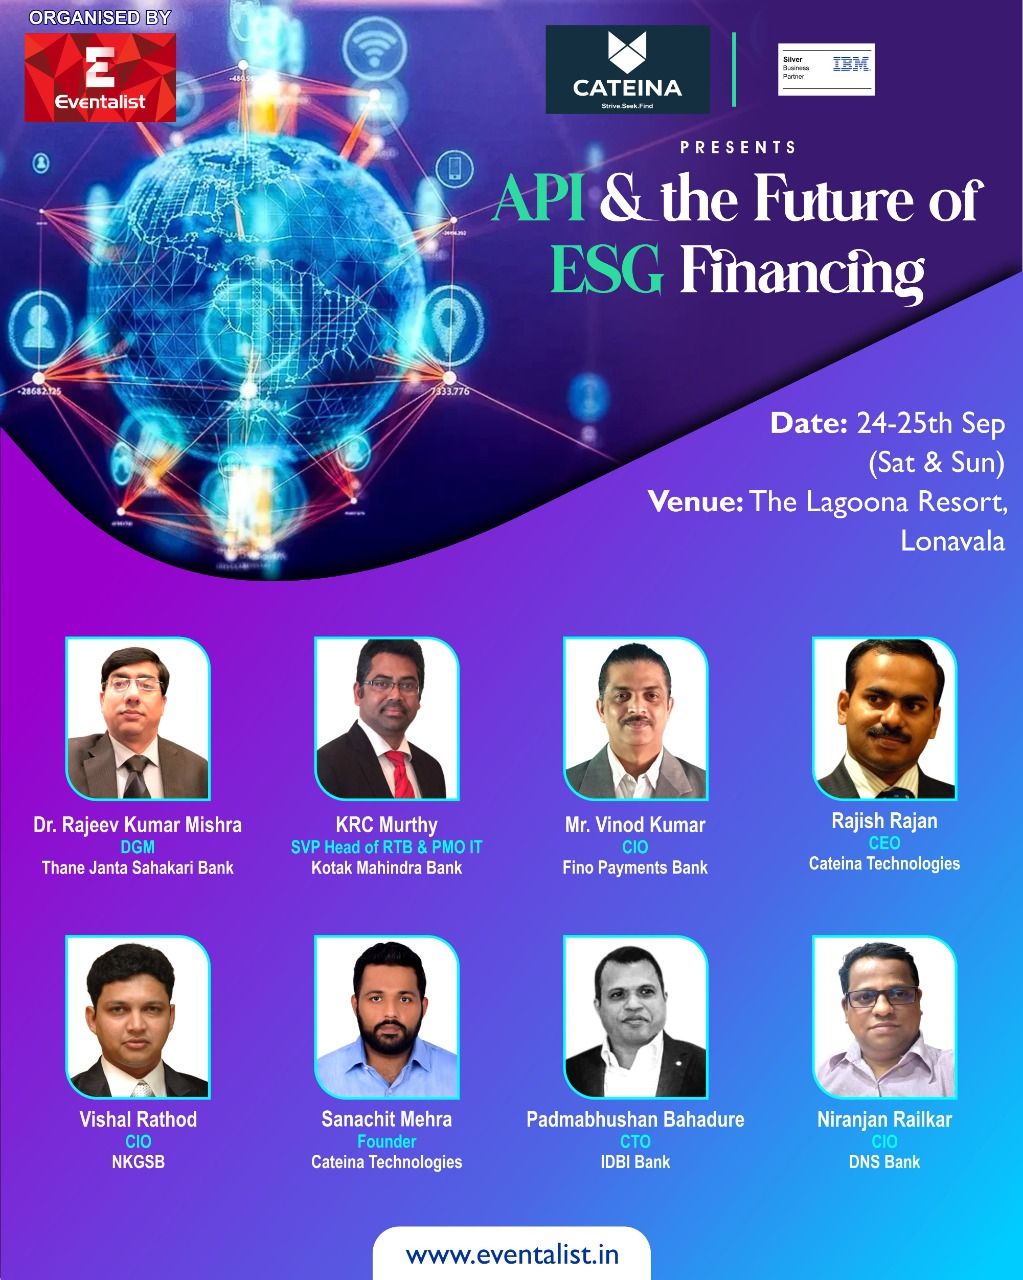 ORGANISED BY
E
Eventalist
CATEINA
Strive.Seek.Find
Silver
Business
Partner
IBM
PRESENTS
API & the Future of
ESG Financing
-28682.125
7333.776
Date: 24-25th Sep
(Sat & Sun)
Venue: The Lagoona Resort,
Lonavala
Dr. Rajeev Kumar Mishra
DGM
Thane Janta Sahakari Bank
KRC Murthy
SVP Head of RTB & PMO IT
Kotak Mahindra Bank
Mr. Vinod Kumar
CIO
Fino Payments Bank
Rajish Rajan
CEO
Cateina Technologies
Vishal Rathod
CIO
NKGSB
Sanachit Mehra
Founder
Cateina Technologies
Padmabhushan Bahadure
CTO
IDBI Bank
Niranjan Railkar
CIO
DNS Bank
www.eventalist.in